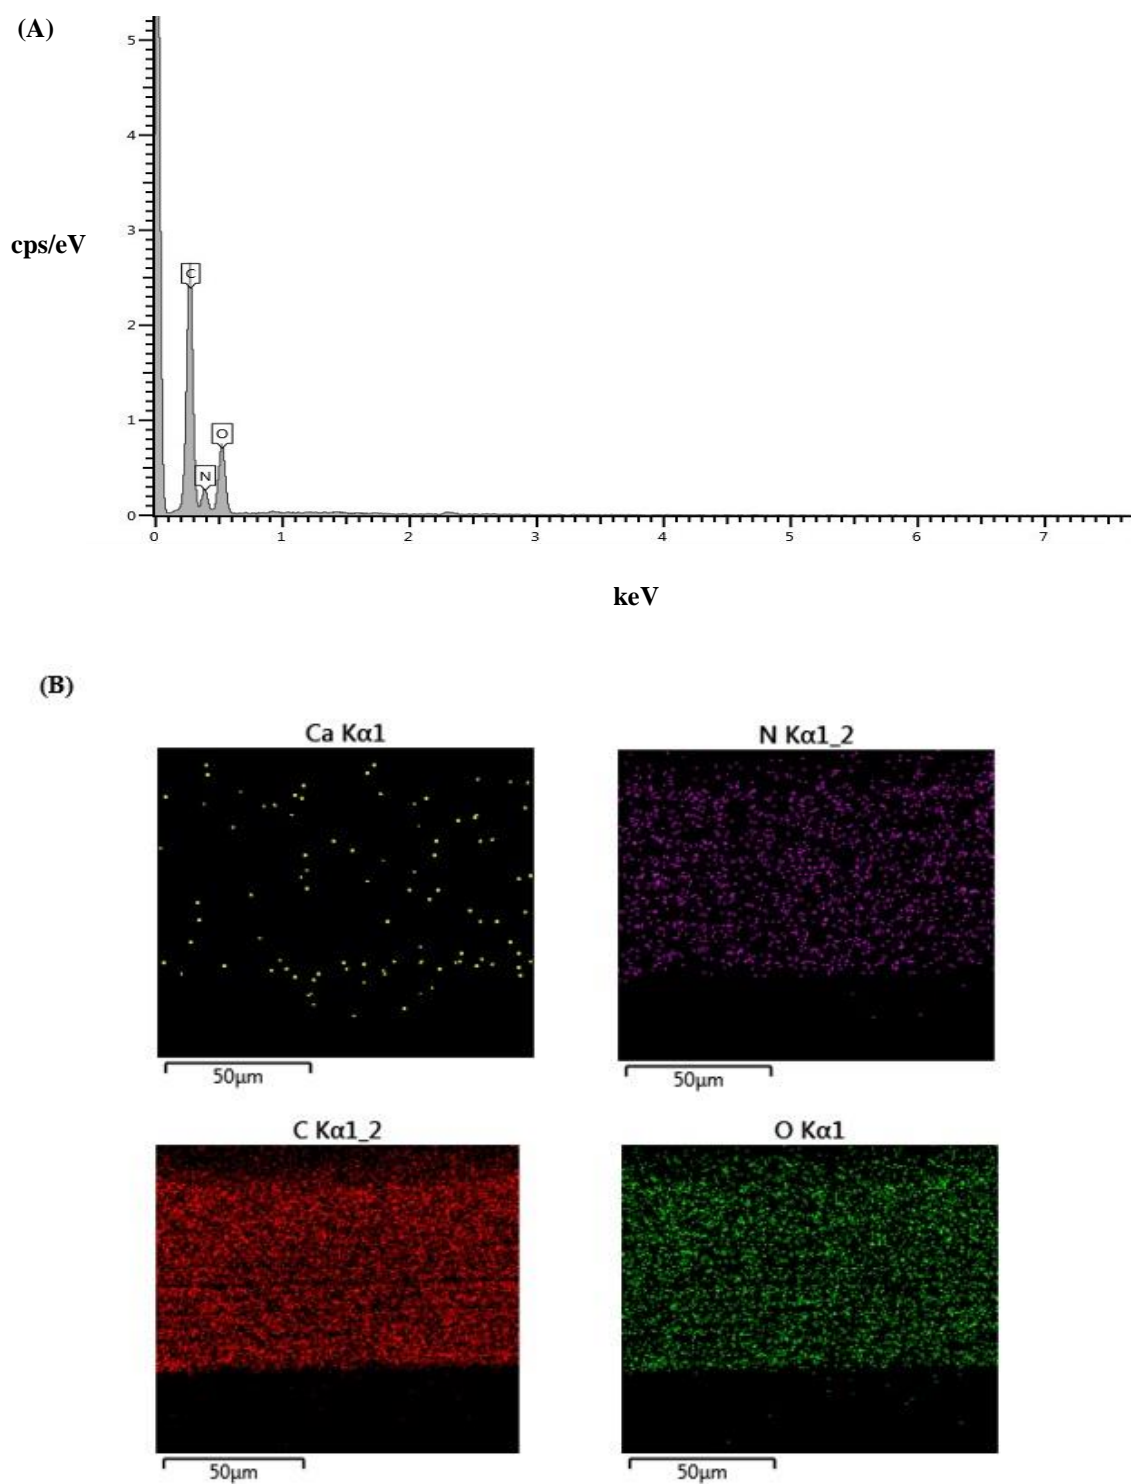 (A)
5
4
3
cps/eV
C
2
1
O
N
0
0 1 2 3 4 5 6 7
keV
(B)
Ca Kα1
N Kα1_2
50µm
50µm
C Kα1_2
O Kα1
50µm
50µm